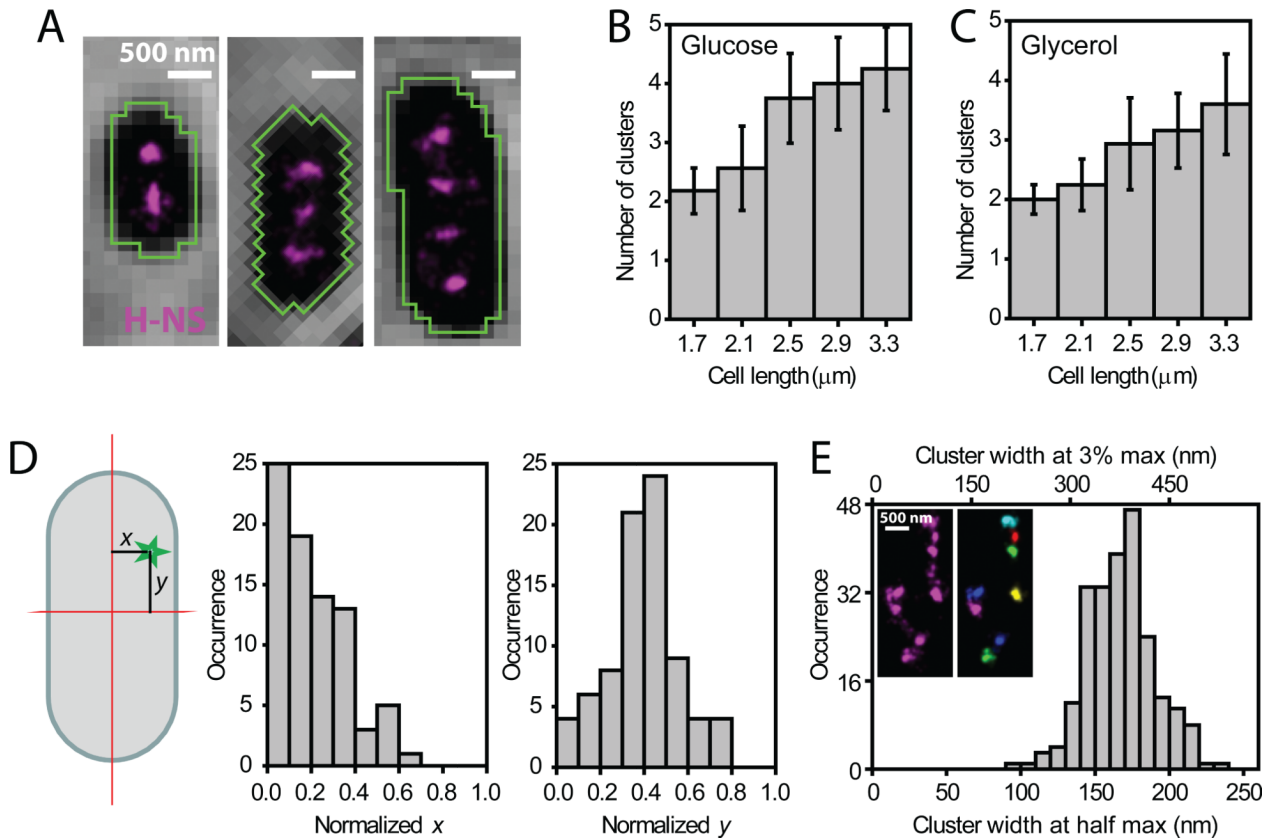 A
500 nm
H-NS
B
Glucose
Number of clusters
5
4
3
2
1
0
1.7 2.1 2.5 2.9 3.3
Cell length (μm)
C
Glycerol
Number of clusters
5
4
3
2
1
0
1.7 2.1 2.5 2.9 3.3
Cell length (μm)
D
x
y
Occurrence
25
20
15
10
5
0
0.0 0.2 0.4 0.6 0.8 1.0
Normalized x
Occurrence
25
20
15
10
5
0
0.0 0.2 0.4 0.6 0.8 1.0
Normalized y
E
Cluster width at 3% max (nm)
0 150 300 450
500 nm
Occurrence
48
32
16
0
0 50 100 150 200 250
Cluster width at half max (nm)